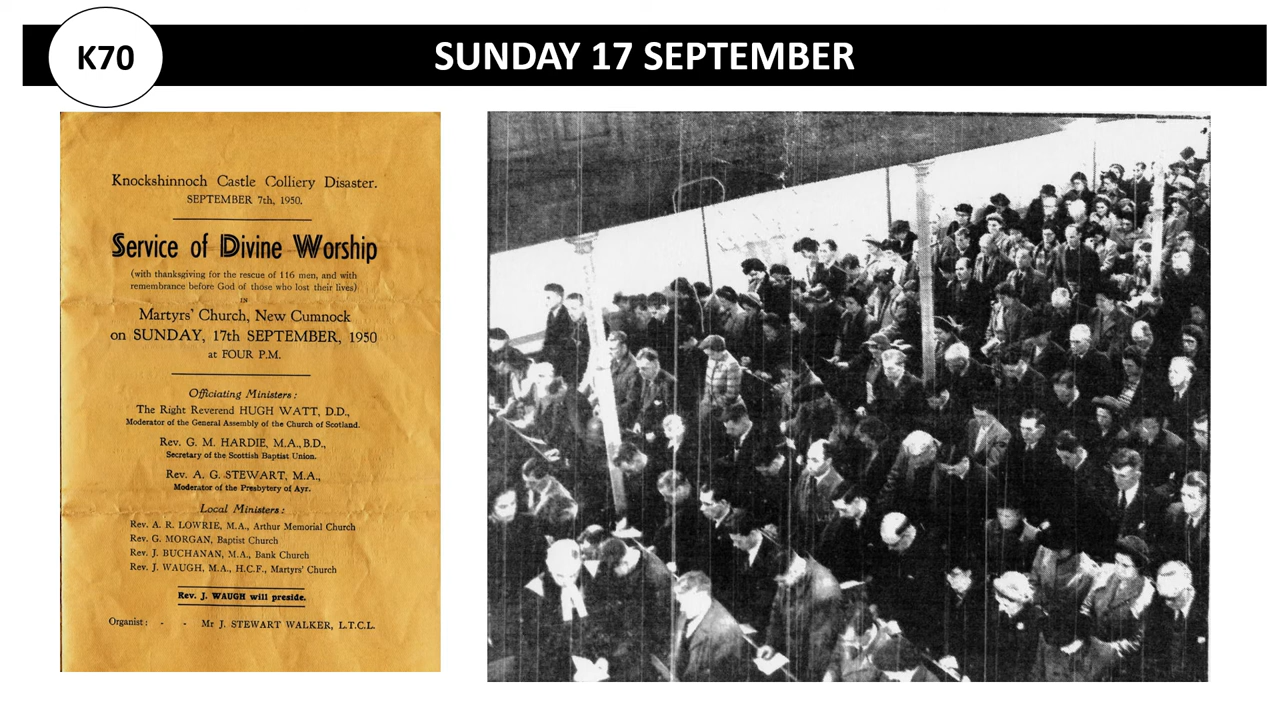 K70
SUNDAY 17 SEPTEMBER
Knockshinnoch Castle Colliery Disaster.
SEPTEMBER 7th, 1950.
Service of Divine Worship
(with thanksgiving for the rescue of 116 men, and with
remembrance before God of those who lost their lives)
IN
Martyrs' Church, New Cumnock
on SUNDAY, 17th SEPTEMBER, 1950
at FOUR P.M.
Officiating Ministers:
The Right Reverend HUGH WATT, D.D.,
Moderator of the General Assembly of the Church of Scotland.
Rev. G. M. HARDIE, M.A., B.D.,
Secretary of the Scottish Baptist Union.
Rev. A. G. STEWART, M.A.,
Moderator of the Presbytery of Ayr.
Local Ministers:
Rev. A. R. LOWRIE, M.A., Arthur Memorial Church
Rev. G. MORGAN, Baptist Church
Rev. J. BUCHANAN, M.A., Bank Church
Rev. J. WAUGH, M.A., H.C.F., Martyrs' Church
Rev. J. WAUGH will preside.
Organist: - - Mr J. STEWART WALKER, L.T.C.L.